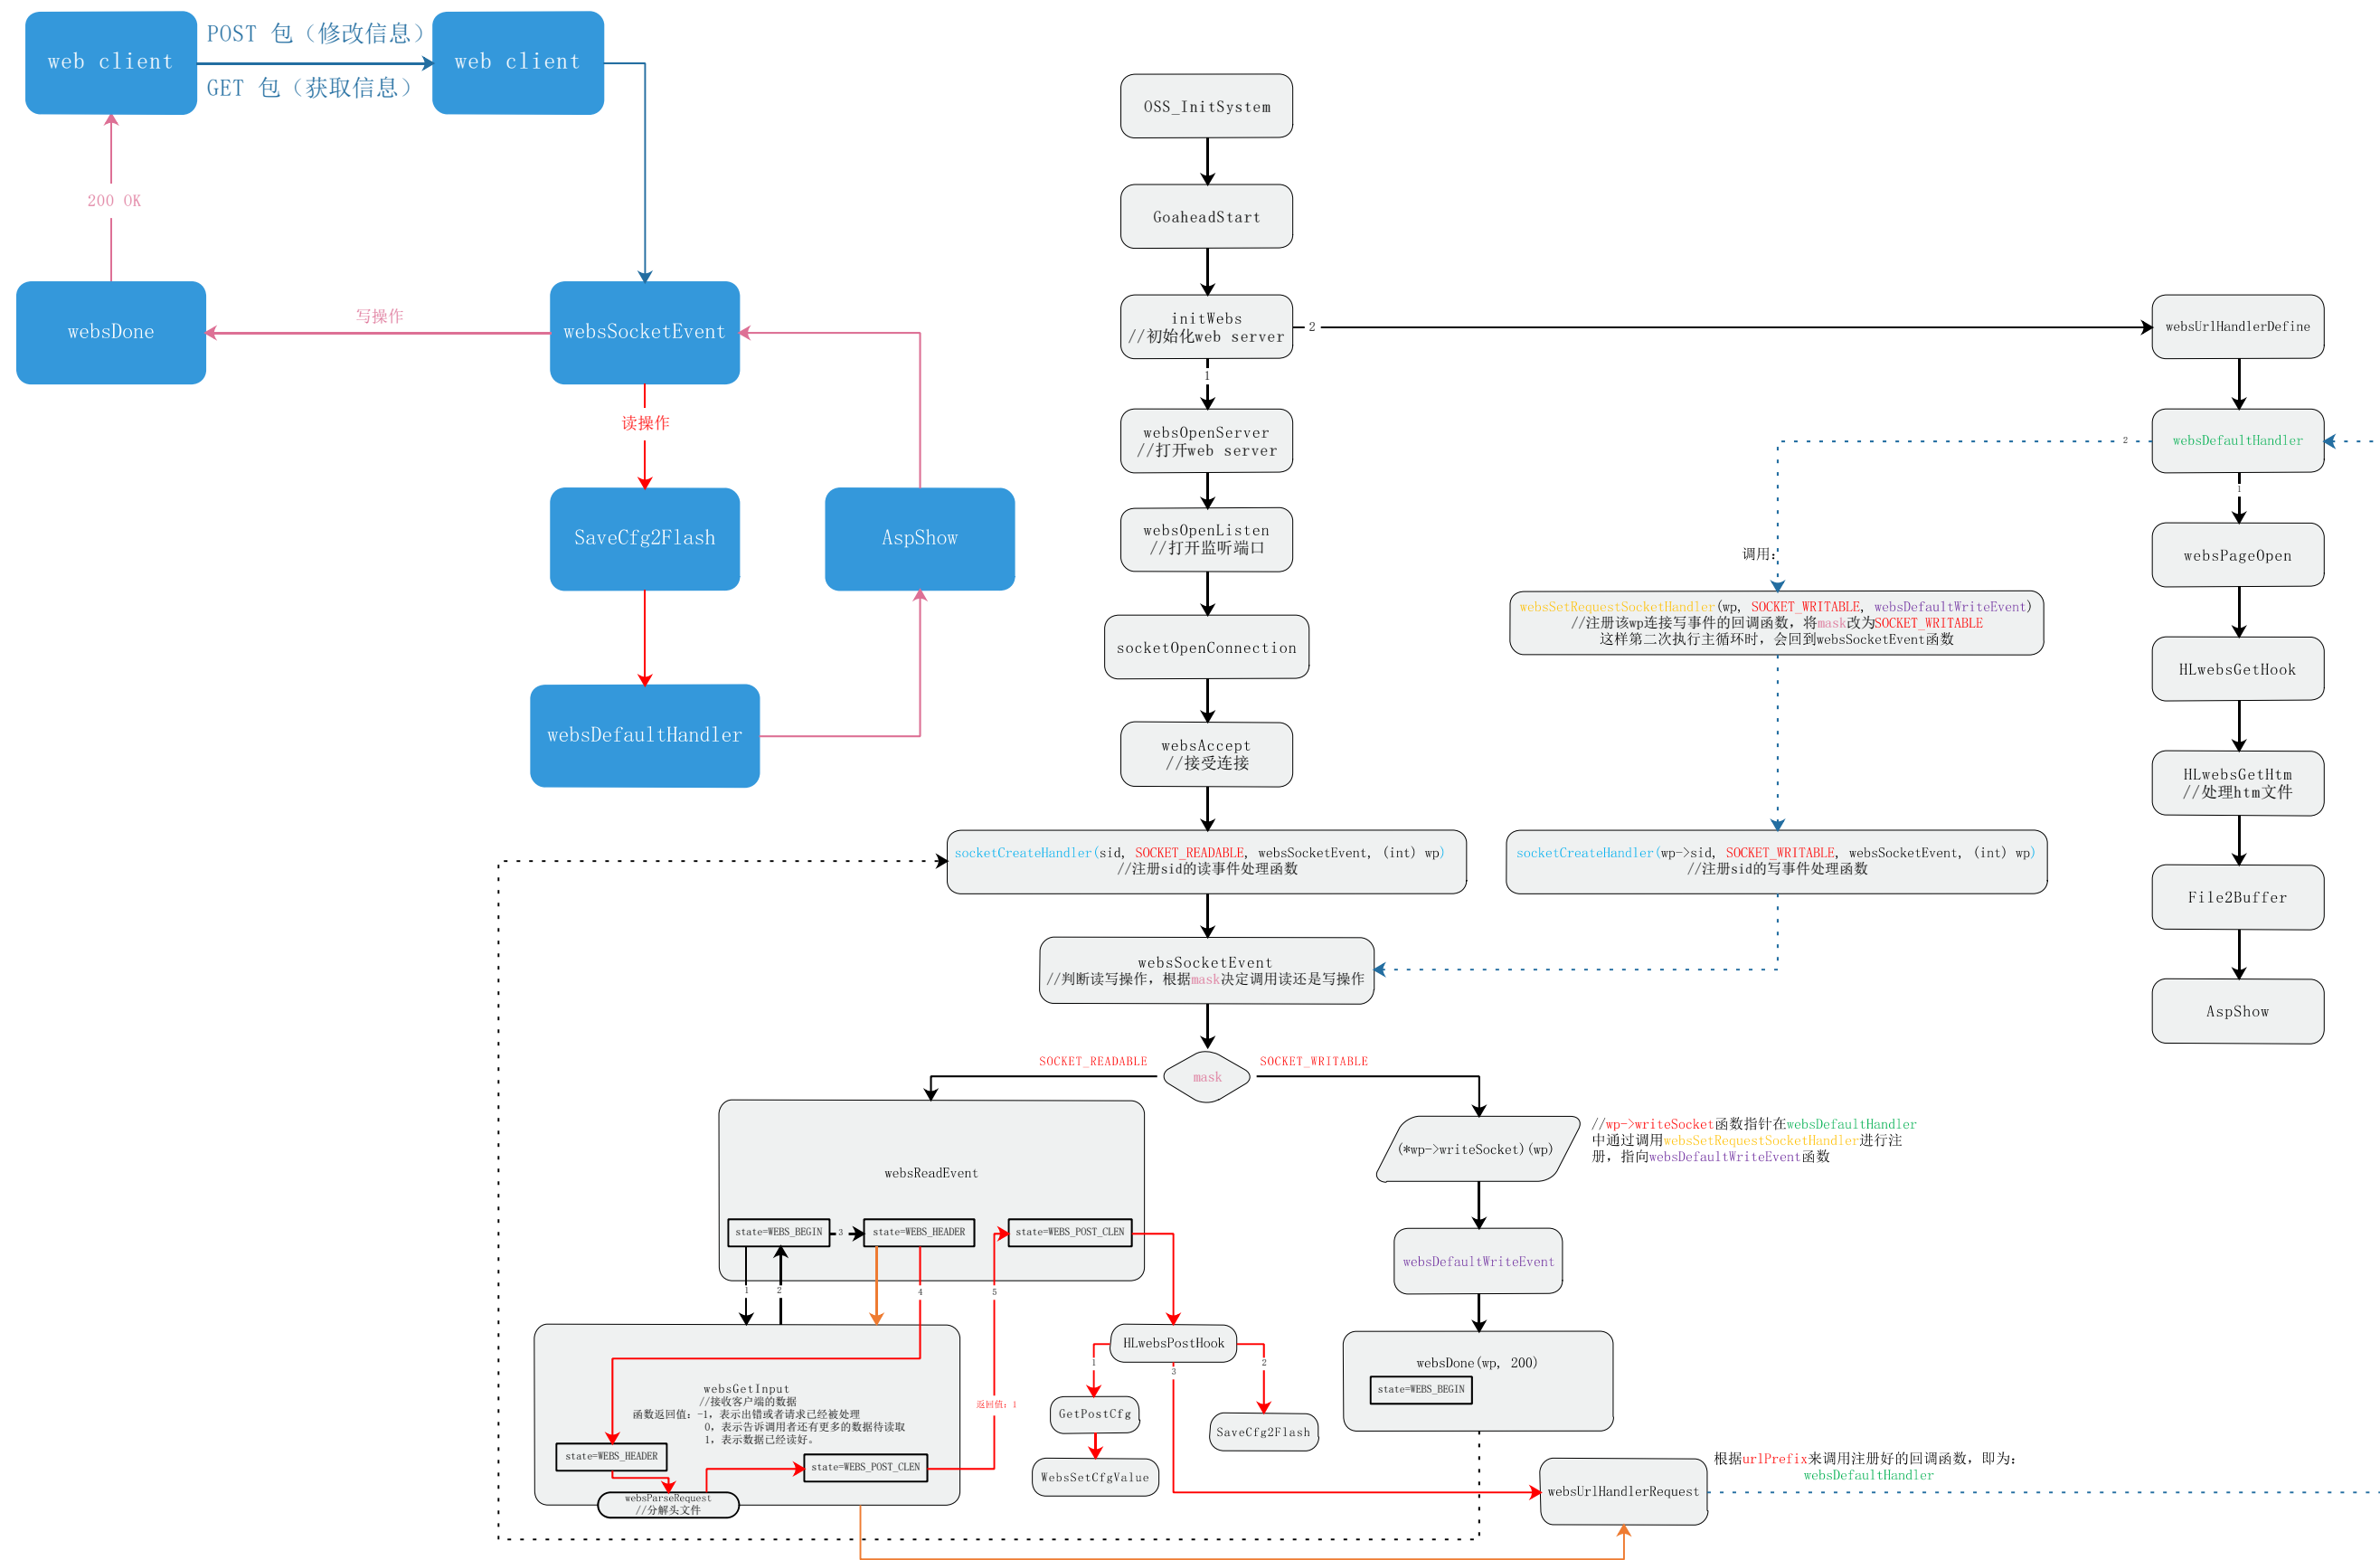 web client
POST 包（修改信息）
GET 包（获取信息）
web client
200 OK
websDone
写操作
websSocketEvent
读操作
SaveCfg2Flash
AspShow
websDefaultHandler
OSS_InitSystem
GoaheadStart
initWebs
//初始化web server
2
1
websOpenServer
//打开web server
websOpenListen
//打开监听端口
socketOpenConnection
websAccept
//接受连接
socketCreateHandler(sid, SOCKET_READABLE, websSocketEvent, (int) wp)
//注册sid的读事件处理函数
websSocketEvent
//判断读写操作，根据mask决定调用读还是写操作
websUrlHandlerDefine
websDefaultHandler
2
1
调用：
websSetRequestSocketHandler(wp, SOCKET_WRITABLE, websDefaultWriteEvent)
//注册该wp连接写事件的回调函数，将mask改为SOCKET_WRITABLE
这样第二次执行主循环时，会回到websSocketEvent函数
socketCreateHandler(wp->sid, SOCKET_WRITABLE, websSocketEvent, (int) wp)
//注册sid的写事件处理函数
websPageOpen
HLwebsGetHook
HLwebsGetHtm
//处理htm文件
File2Buffer
AspShow
SOCKET_READABLE
mask
SOCKET_WRITABLE
websReadEvent
state=WEBS_BEGIN
3
state=WEBS_HEADER
state=WEBS_POST_CLEN
1
2
4
5
(*wp->writeSocket)(wp)
//wp->writeSocket函数指针在websDefaultHandler
中通过调用websSetRequestSocketHandler进行注
册，指向websDefaultWriteEvent函数
websDefaultWriteEvent
websDone(wp, 200)
state=WEBS_BEGIN
websGetInput
//接收客户端的数据
函数返回值：-1，表示出错或者请求已经被处理
0，表示告诉调用者还有更多的数据待读取
1，表示数据已经读好。
state=WEBS_HEADER
state=WEBS_POST_CLEN
websParseRequest
//分解头文件
返回值：1
HLwebsPostHook
1
3
2
GetPostCfg
SaveCfg2Flash
WebsSetCfgValue
websUrlHandlerRequest
根据urlPrefix来调用注册好的回调函数，即为：
websDefaultHandler